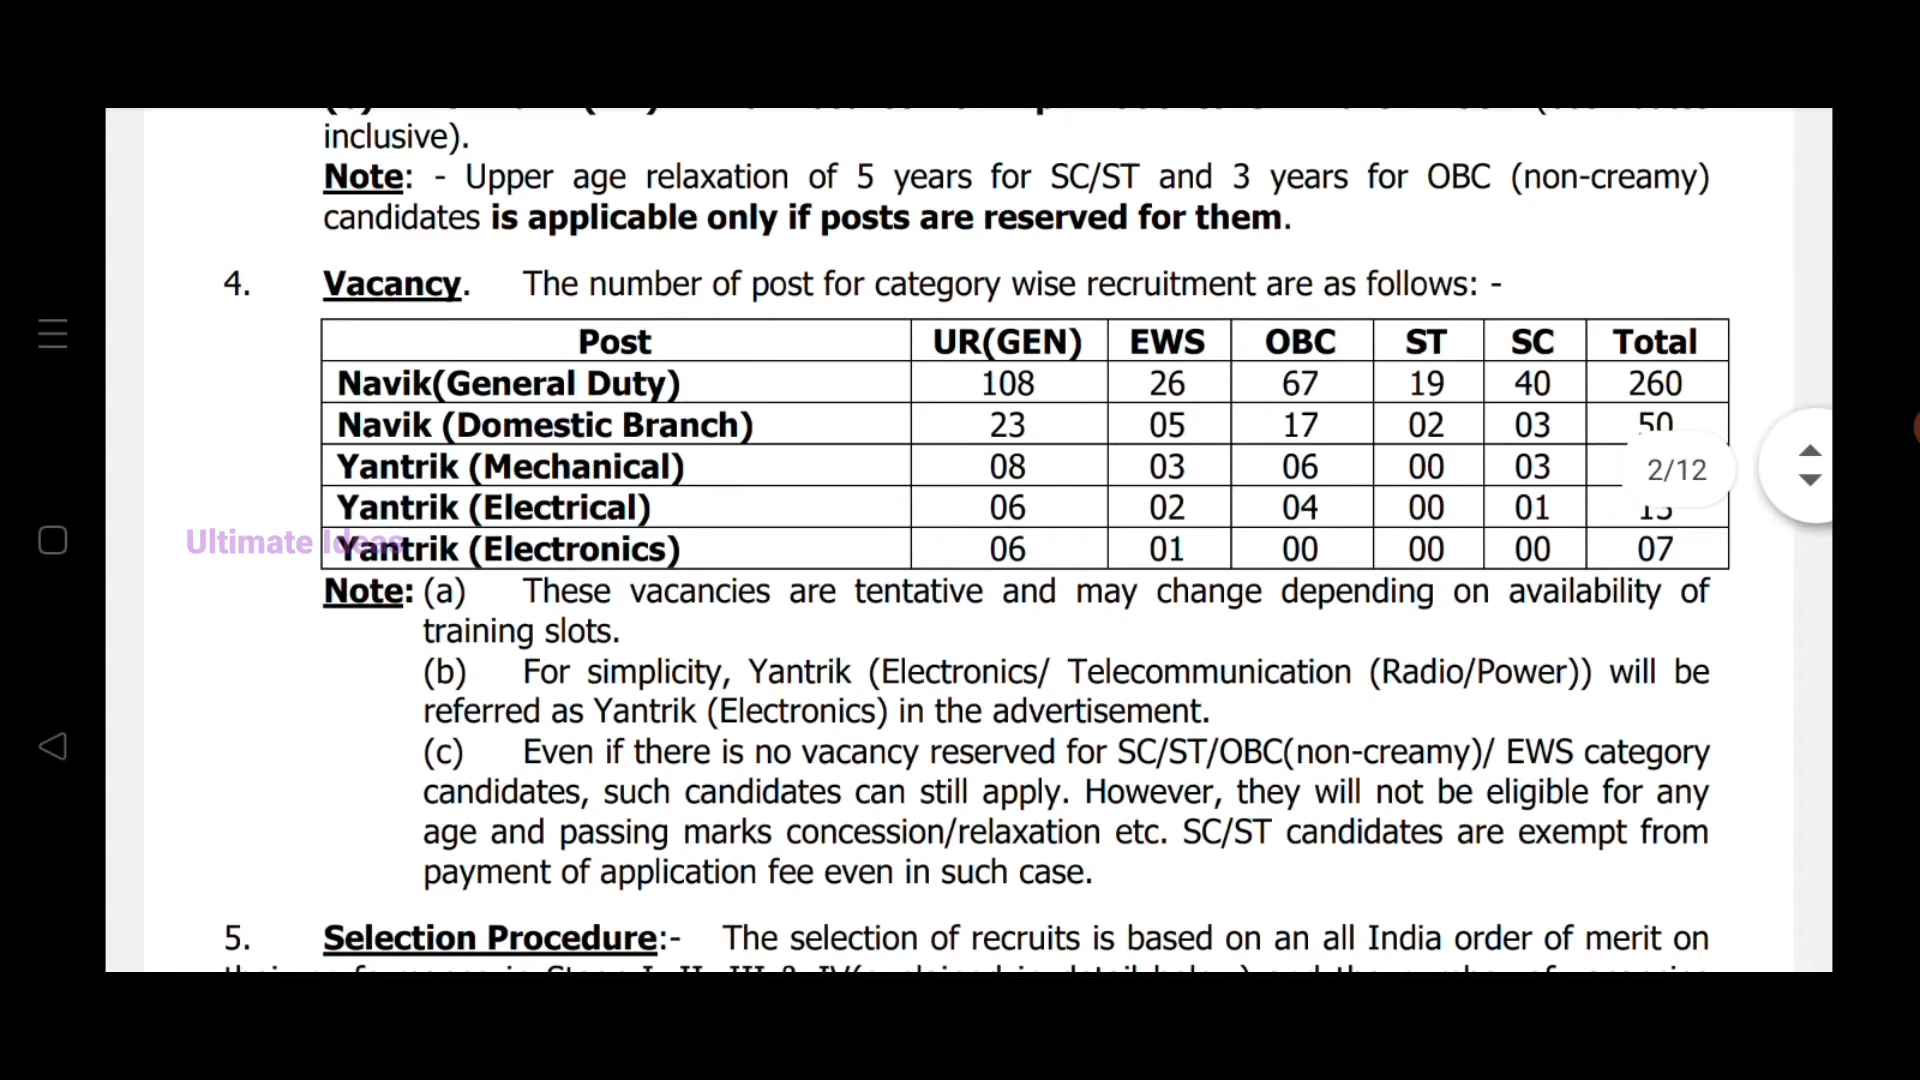 inclusive).
Note: - Upper age relaxation of 5 years for SC/ST and 3 years for OBC (non-creamy)
candidates is applicable only if posts are reserved for them.
4. Vacancy. The number of post for category wise recruitment are as follows: -
Post UR(GEN) EWS OBC ST SC Total
Navik(General Duty) 108 26 67 19 40 260
Navik (Domestic Branch) 23 05 17 02 03 50
Yantrik (Mechanical) 08 03 06 00 03
2/12
Yantrik (Electrical) 06 02 04 00 01
Ultimate Ideas
Yantrik (Electronics) 06 01 00 00 00 07
Note: (a) These vacancies are tentative and may change depending on availability of
training slots.
(b) For simplicity, Yantrik (Electronics/ Telecommunication (Radio/Power)) will be
referred as Yantrik (Electronics) in the advertisement.
(c) Even if there is no vacancy reserved for SC/ST/OBC(non-creamy)/ EWS category
candidates, such candidates can still apply. However, they will not be eligible for any
age and passing marks concession/relaxation etc. SC/ST candidates are exempt from
payment of application fee even in such case.
5. Selection Procedure:- The selection of recruits is based on an all India order of merit on